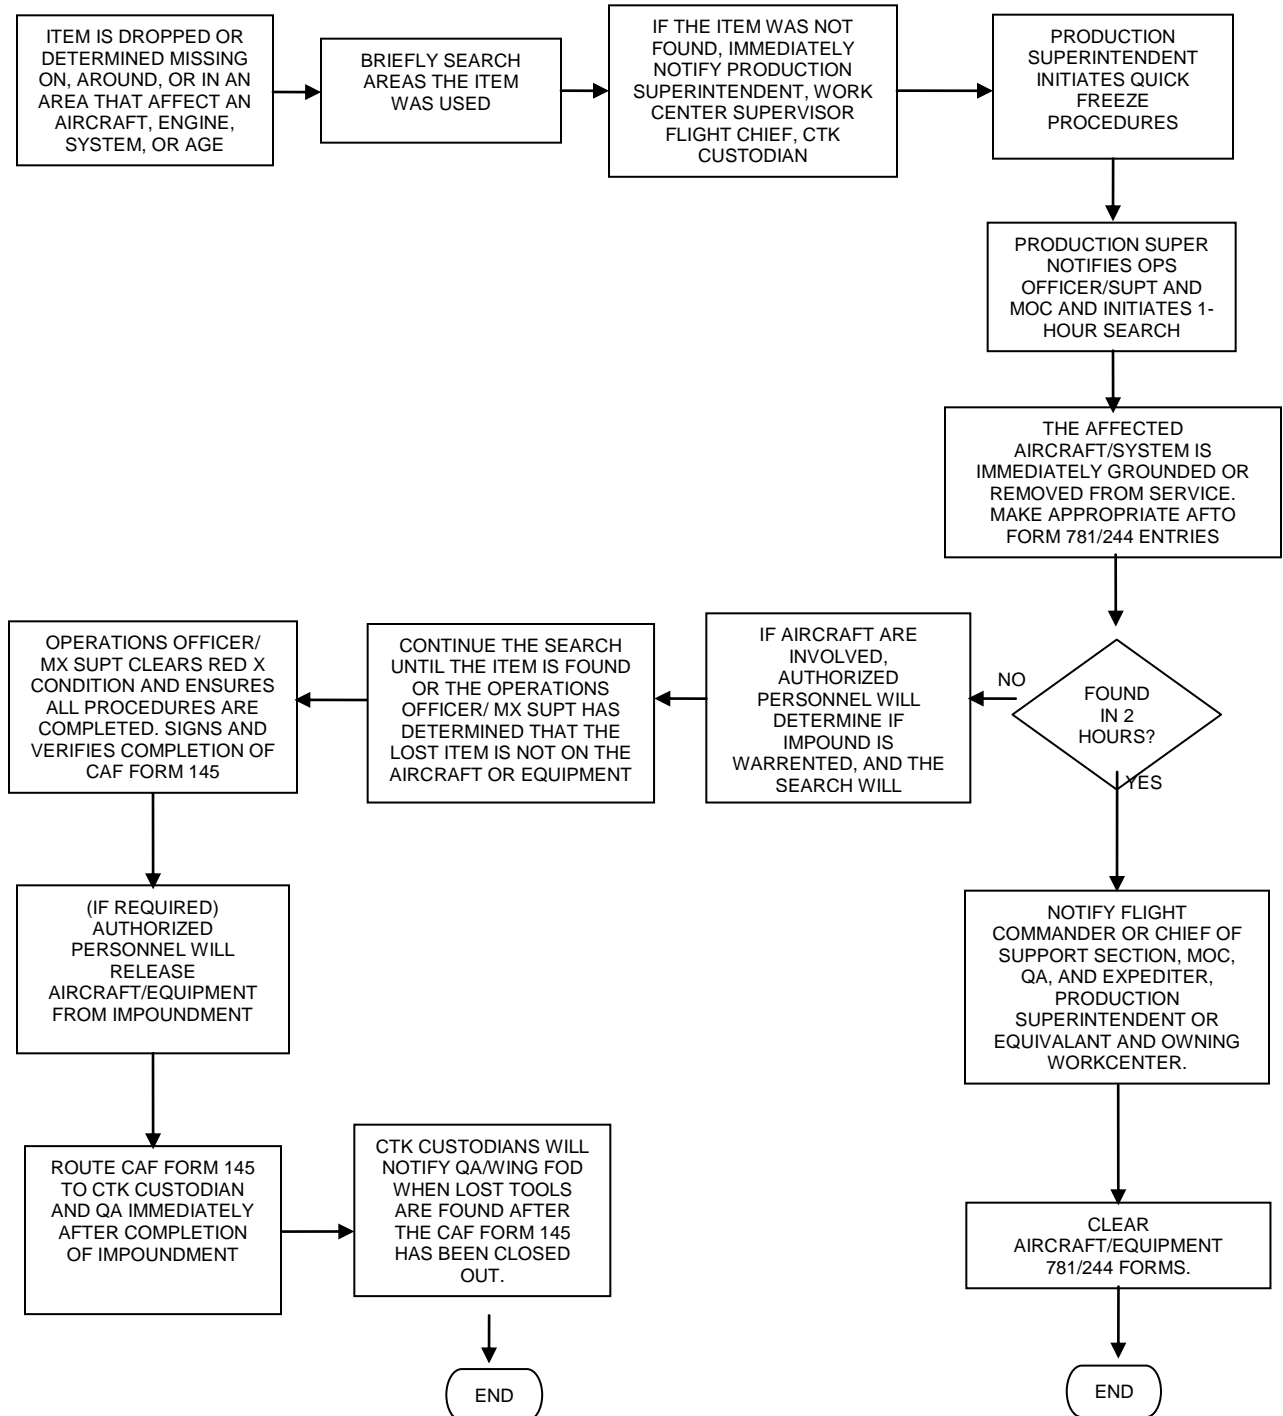 ITEM IS DROPPED OR
DETERMINED MISSING
ON, AROUND, OR IN AN
AREA THAT AFFECT AN
AIRCRAFT, ENGINE,
SYSTEM, OR AGE
BRIEFLY SEARCH
AREAS THE ITEM
WAS USED
IF THE ITEM WAS NOT
FOUND, IMMEDIATELY
NOTIFY PRODUCTION
SUPERINTENDENT, WORK
CENTER SUPERVISOR
FLIGHT CHIEF, CTK
CUSTODIAN
PRODUCTION
SUPERINTENDENT
INITIATES QUICK
FREEZE
PROCEDURES
PRODUCTION SUPER
NOTIFIES OPS
OFFICER/SUPT AND
MOC AND INITIATES 1-
HOUR SEARCH
THE AFFECTED
AIRCRAFT/SYSTEM IS
IMMEDIATELY GROUNDED OR
REMOVED FROM SERVICE.
MAKE APPROPRIATE AFTO
FORM 781/244 ENTRIES
FOUND
IN 2
HOURS?
NO
IF AIRCRAFT ARE
INVOLVED,
AUTHORIZED
PERSONNEL WILL
DETERMINE IF
IMPOUND IS
WARRENTED, AND THE
SEARCH WILL
CONTINUE THE SEARCH
UNTIL THE ITEM IS FOUND
OR THE OPERATIONS
OFFICER/ MX SUPT HAS
DETERMINED THAT THE
LOST ITEM IS NOT ON THE
AIRCRAFT OR EQUIPMENT
OPERATIONS OFFICER/
MX SUPT CLEARS RED X
CONDITION AND ENSURES
ALL PROCEDURES ARE
COMPLETED. SIGNS AND
VERIFIES COMPLETION OF
CAF FORM 145
(IF REQUIRED)
AUTHORIZED
PERSONNEL WILL
RELEASE
AIRCRAFT/EQUIPMENT
FROM IMPOUNDMENT
ROUTE CAF FORM 145
TO CTK CUSTODIAN
AND QA IMMEDIATELY
AFTER COMPLETION
OF IMPOUNDMENT
CTK CUSTODIANS WILL
NOTIFY QA/WING FOD
WHEN LOST TOOLS
ARE FOUND AFTER
THE CAF FORM 145
HAS BEEN CLOSED
OUT.
END
YES
NOTIFY FLIGHT
COMMANDER OR CHIEF OF
SUPPORT SECTION, MOC,
QA, AND EXPEDITER,
PRODUCTION
SUPERINTENDENT OR
EQUIVALANT AND OWNING
WORKCENTER.
CLEAR
AIRCRAFT/EQUIPMENT
781/244 FORMS.
END